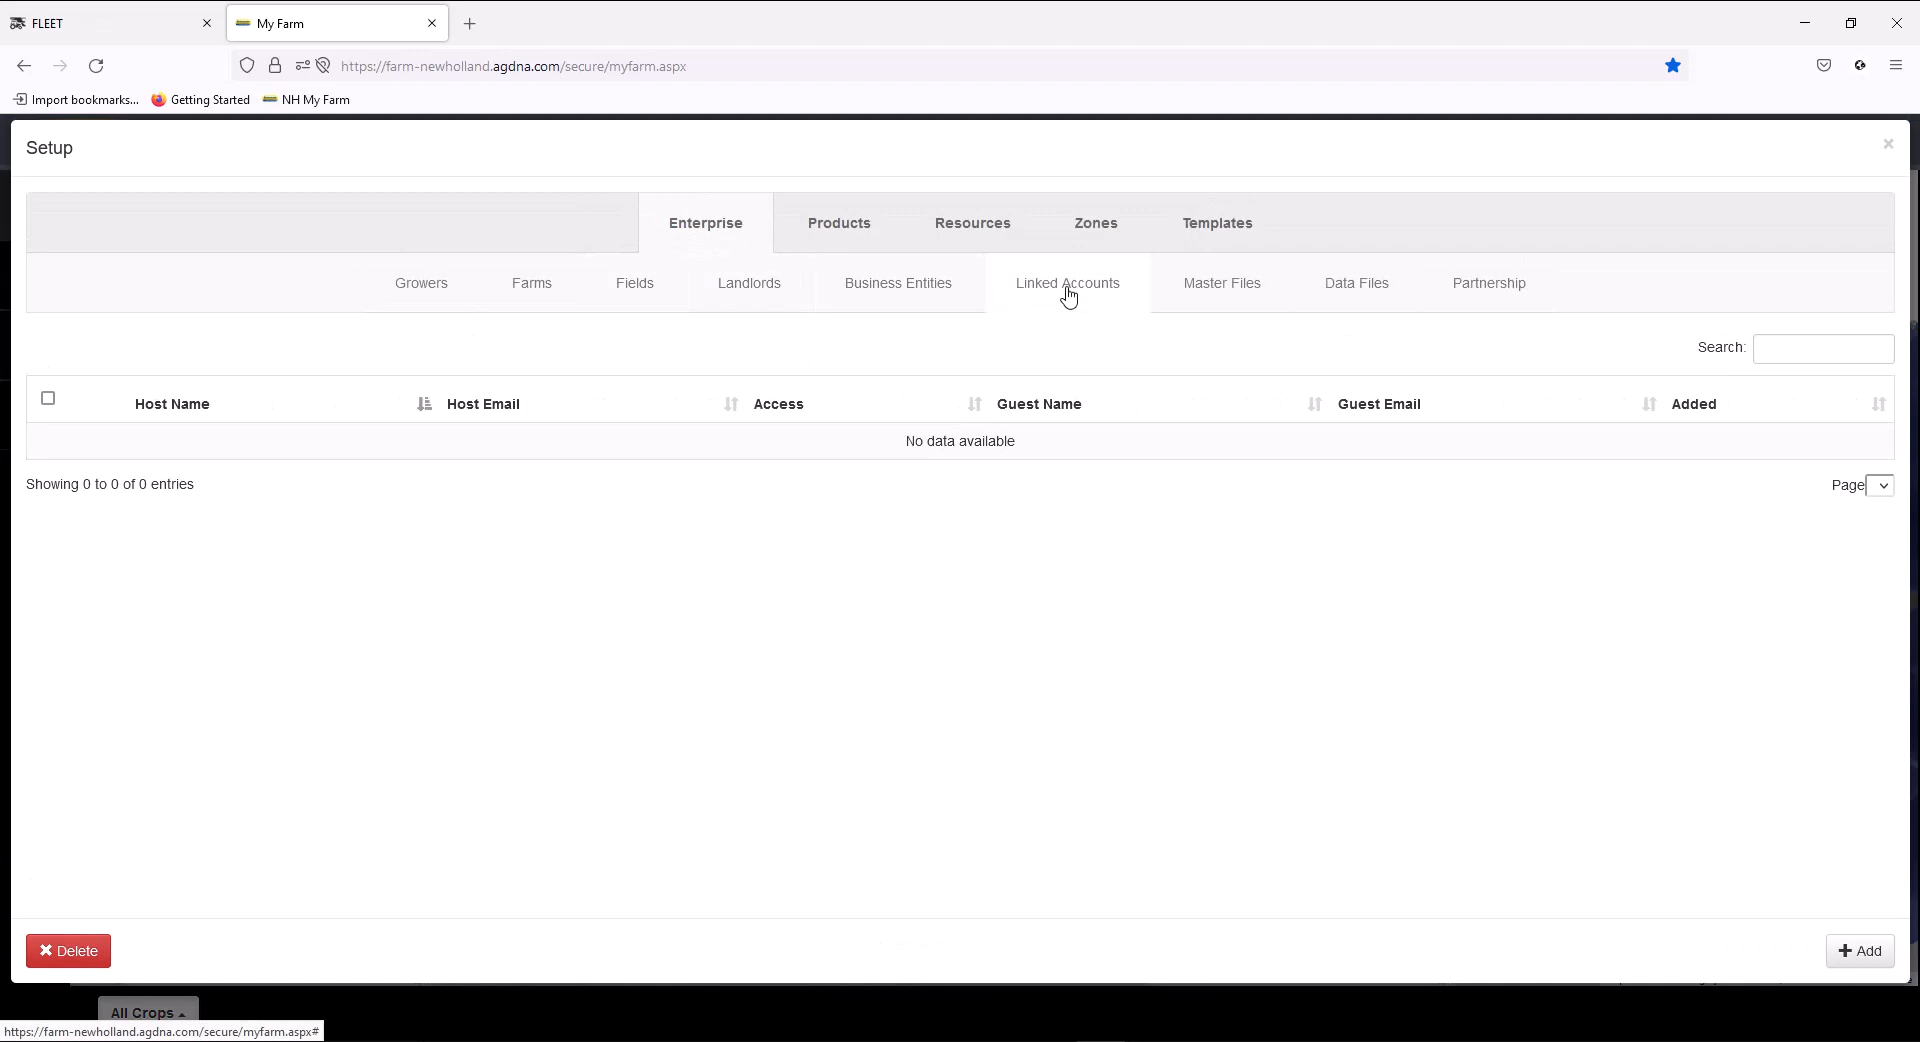 FLEET
My Farm
https://farm-newholland.agdna.com/secure/myfarm.aspx
Import bookmarks... Getting Started NH My Farm
Setup
Enterprise Products Resources Zones Templates
Growers Farms Fields Landlords Business Entities Linked Accounts Master Files Data Files Partnership
Search:
Host Name Host Email Access Guest Name Guest Email Added
No data available
Showing 0 to 0 of 0 entries
Page
Delete
Add
All Crops
https://farm-newholland.agdna.com/secure/myfarm.aspx#